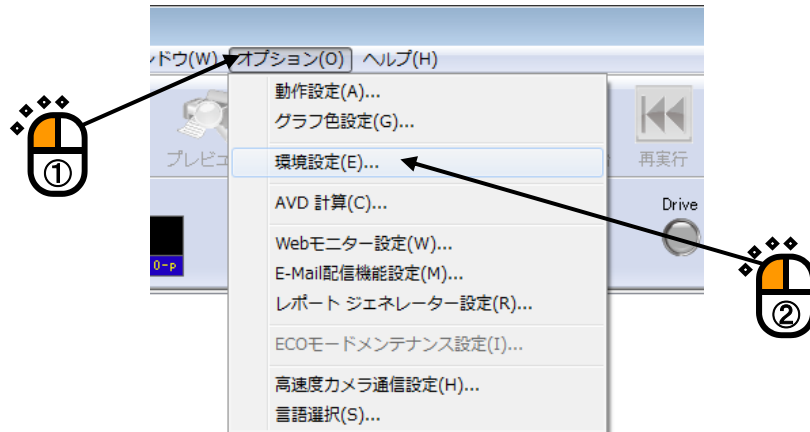 ンドウ(W) オプション(O) ヘルプ(H)
動作設定(A)...
グラフ色設定(G)...
プレビュ
環境設定(E)...
再実行
AVD 計算(C)...
Drive
Webモニター設定(W)...
0-p
E-Mail配信機能設定(M)...
レポート ジェネレーター設定(R)...
ECOモードメンテナンス設定(I)...
高速度カメラ通信設定(H)...
言語選択(S)...
①
②